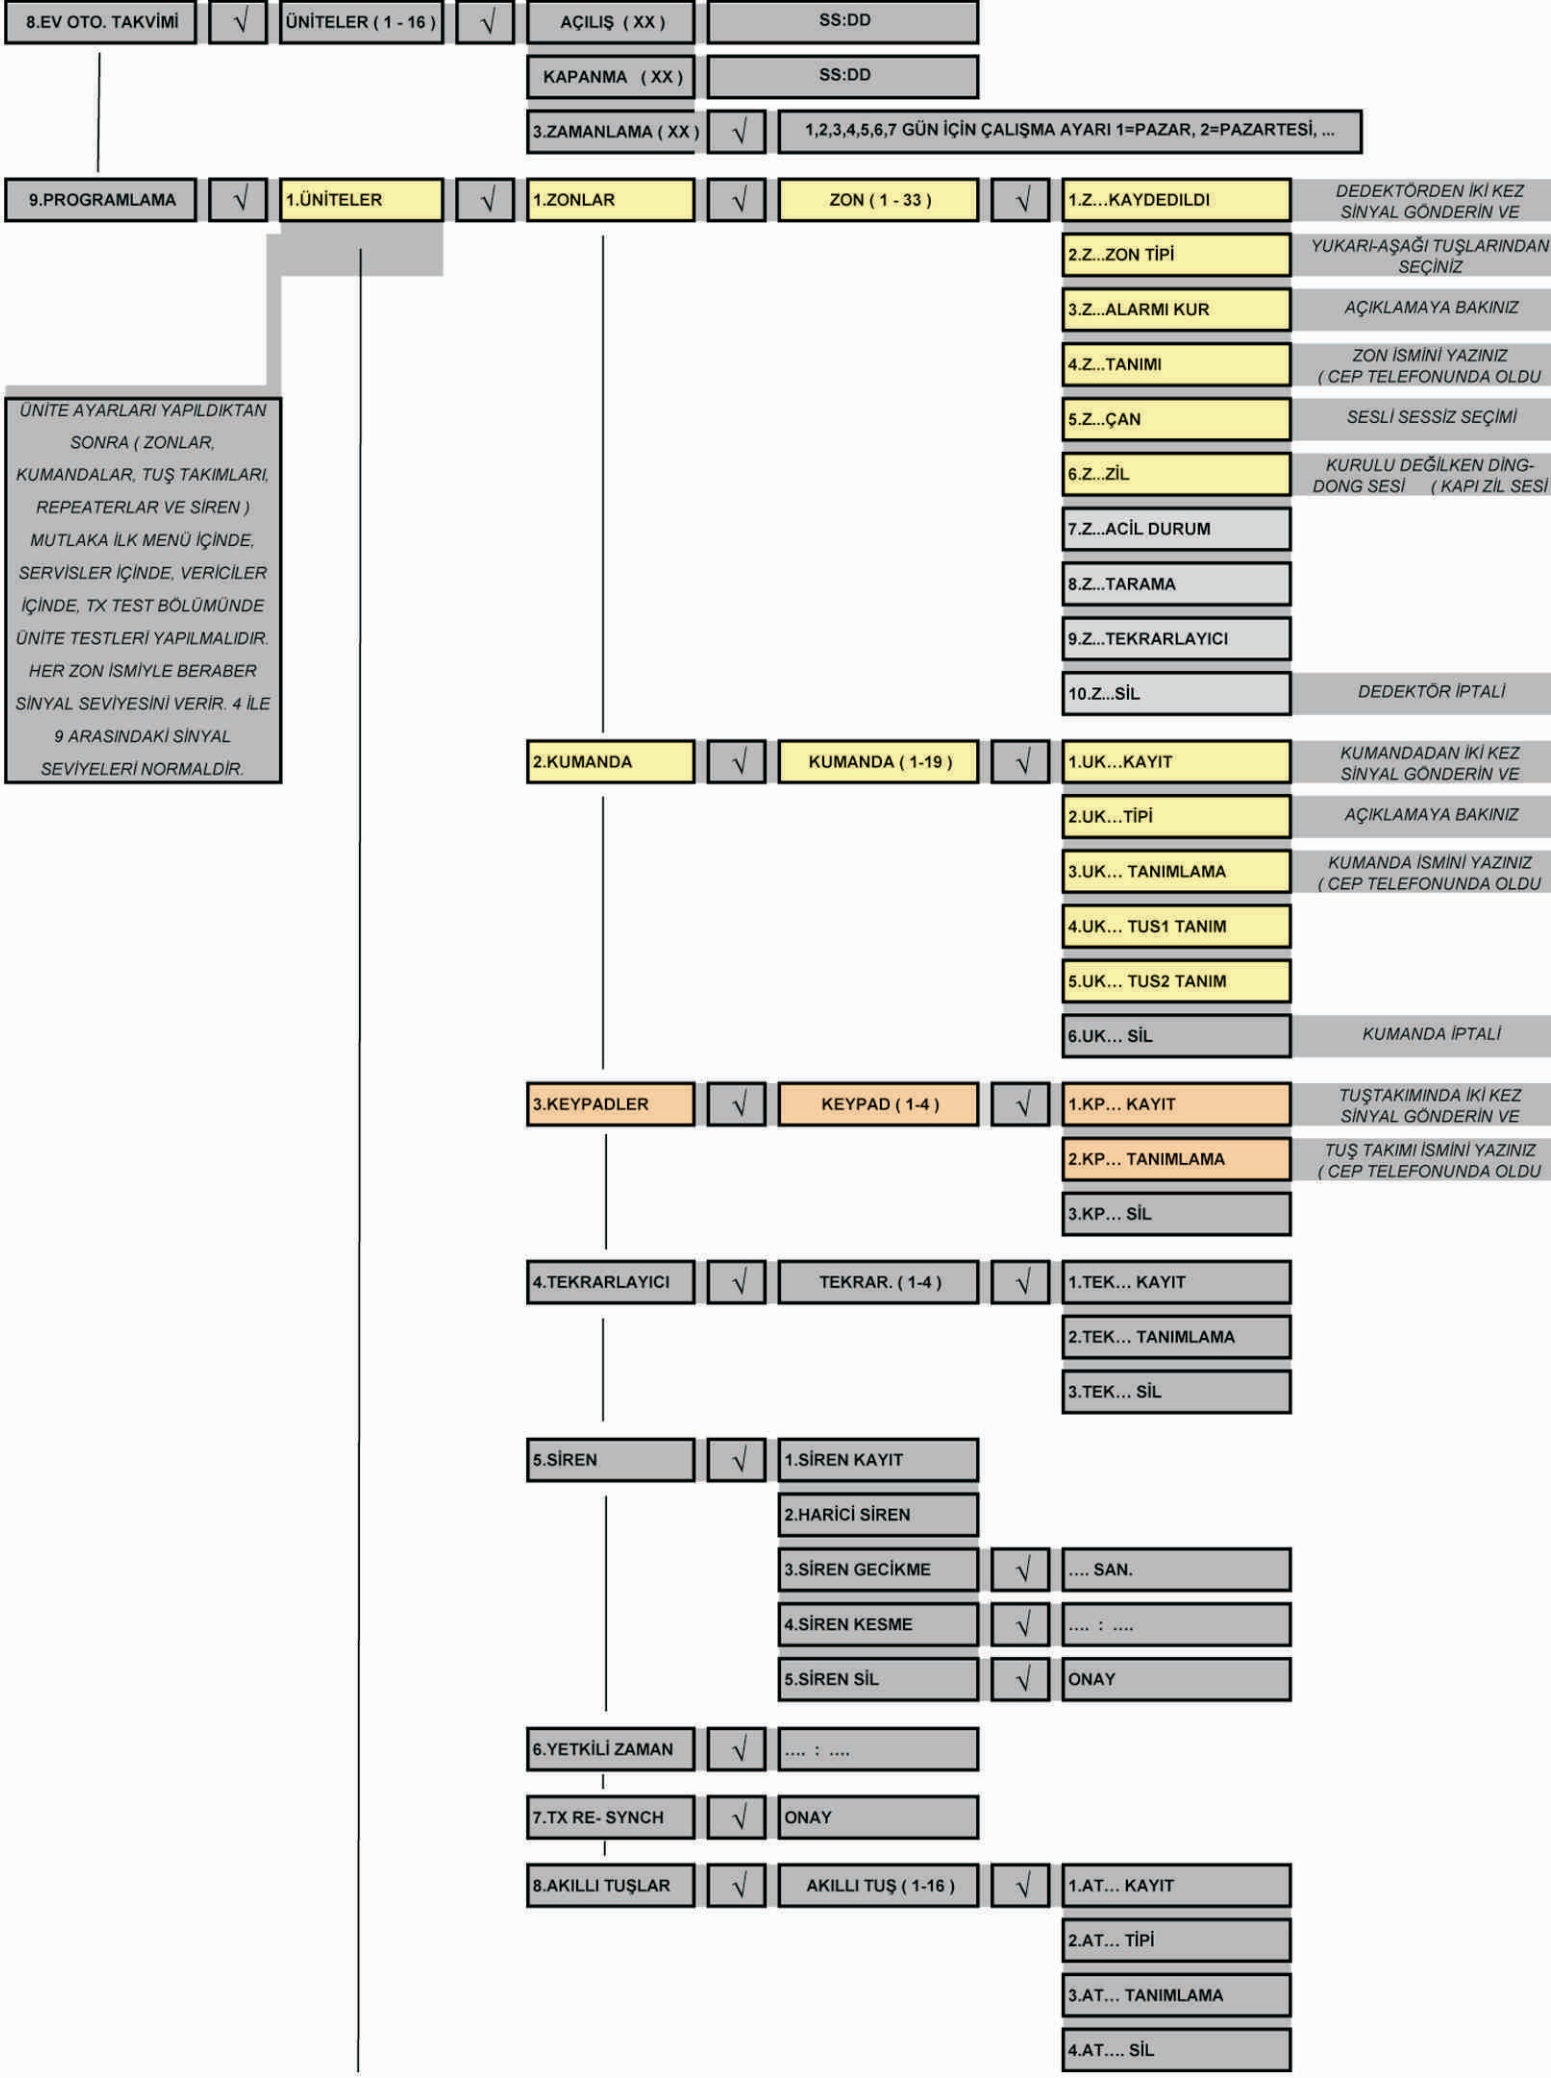 8.EV OTO. TAKVİMİ √ ÜNİTELER ( 1 - 16 ) √ AÇILIŞ ( XX ) SS:DD
KAPANMA ( XX ) SS:DD
3.ZAMANLAMA ( XX ) √ 1,2,3,4,5,6,7 GÜN İÇİN ÇALIŞMA AYARI 1=PAZAR, 2=PAZARTESİ, ...
9.PROGRAMLAMA √ 1.ÜNİTELER √ 1.ZONLAR √ ZON ( 1 - 33 ) √ 1.Z...KAYDEDILDI
DEDEKTÖRDEN İKİ KEZ
SİNYAL GÖNDERİN VE
2.Z...ZON TİPİ
YUKARI-AŞAĞI TUŞLARINDAN
SEÇİNİZ
3.Z...ALARMI KUR AÇIKLAMAYA BAKINIZ
4.Z...TANIMI
ZON İSMİNİ YAZINIZ
( CEP TELEFONUNDA OLDU
5.Z...ÇAN SESLİ SESSİZ SEÇİMİ
6.Z...ZİL
KURULU DEĞİLKEN DİNG-
DONG SESİ ( KAPI ZİL SESİ
7.Z...ACİL DURUM
8.Z...TARAMA
9.Z...TEKRARLAYICI
10.Z...SİL DEDEKTÖR İPTALİ
ÜNİTE AYARLARI YAPILDIKTAN
SONRA ( ZONLAR,
KUMANDALAR, TUŞ TAKIMLARI,
REPEATERLAR VE SİREN )
MUTLAKA İLK MENÜ İÇİNDE,
SERVİSLER İÇİNDE, VERİCİLER
İÇİNDE, TX TEST BÖLÜMÜNDE
ÜNİTE TESTLERİ YAPILMALIDIR.
HER ZON İSMİYLE BERABER
SİNYAL SEVİYESİNİ VERİR. 4 İLE
9 ARASINDAKİ SİNYAL
SEVİYELERİ NORMALDİR.
2.KUMANDA √ KUMANDA ( 1-19 ) √ 1.UK...KAYIT
KUMANDADAN İKİ KEZ
SİNYAL GÖNDERİN VE
2.UK...TİPİ AÇIKLAMAYA BAKINIZ
3.UK... TANIMLAMA
KUMANDA İSMİNİ YAZINIZ
( CEP TELEFONUNDA OLDU
4.UK... TUS1 TANIM
5.UK... TUS2 TANIM
6.UK... SİL KUMANDA İPTALİ
3.KEYPADLER √ KEYPAD ( 1-4 ) √ 1.KP... KAYIT
TUŞTAKIMINDA İKİ KEZ
SİNYAL GÖNDERİN VE
2.KP... TANIMLAMA
TUŞ TAKIMI İSMİNİ YAZINIZ
( CEP TELEFONUNDA OLDU
3.KP... SİL
4.TEKRARLAYICI √ TEKRAR. ( 1-4 ) √ 1.TEK... KAYIT
2.TEK... TANIMLAMA
3.TEK... SİL
5.SİREN √ 1.SİREN KAYIT
2.HARİCİ SİREN
3.SİREN GECİKME √ .... SAN.
4.SİREN KESME √ .... : ....
5.SİREN SİL √ ONAY
6.YETKİLİ ZAMAN √ .... : ....
7.TX RE- SYNCH √ ONAY
8.AKILLI TUŞLAR √ AKILLI TUŞ ( 1-16 ) √ 1.AT... KAYIT
2.AT... TİPİ
3.AT... TANIMLAMA
4.AT.... SİL